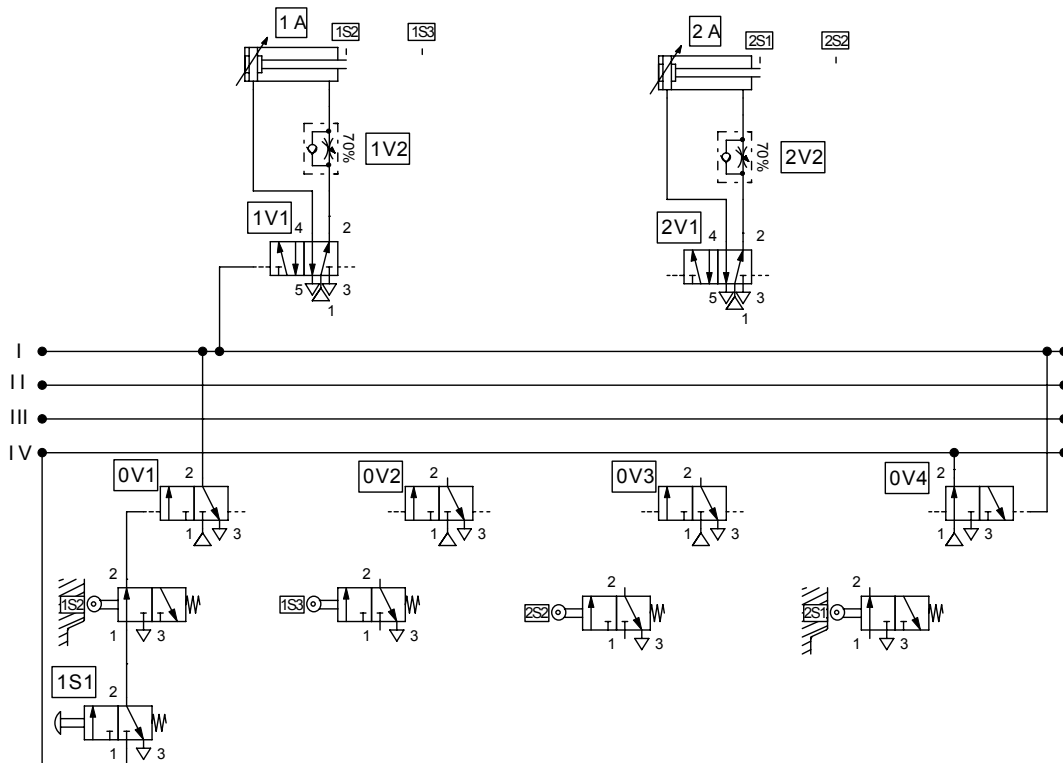 1 A 1S2 1S3 2 A 2S1 2S2
70% 1V2 70% 2V2
1V1 4 2 2V1 4 2
5 3 5 3
1 1
I
II
III
IV
0V1 2 0V2 2 0V3 2 0V4 2
1 3 1 3 1 3 1 3
2 2 2 2
1S2 1S3 2S2 2S1
1 3 1 3 1 3 1 3
1S1 2
1 3